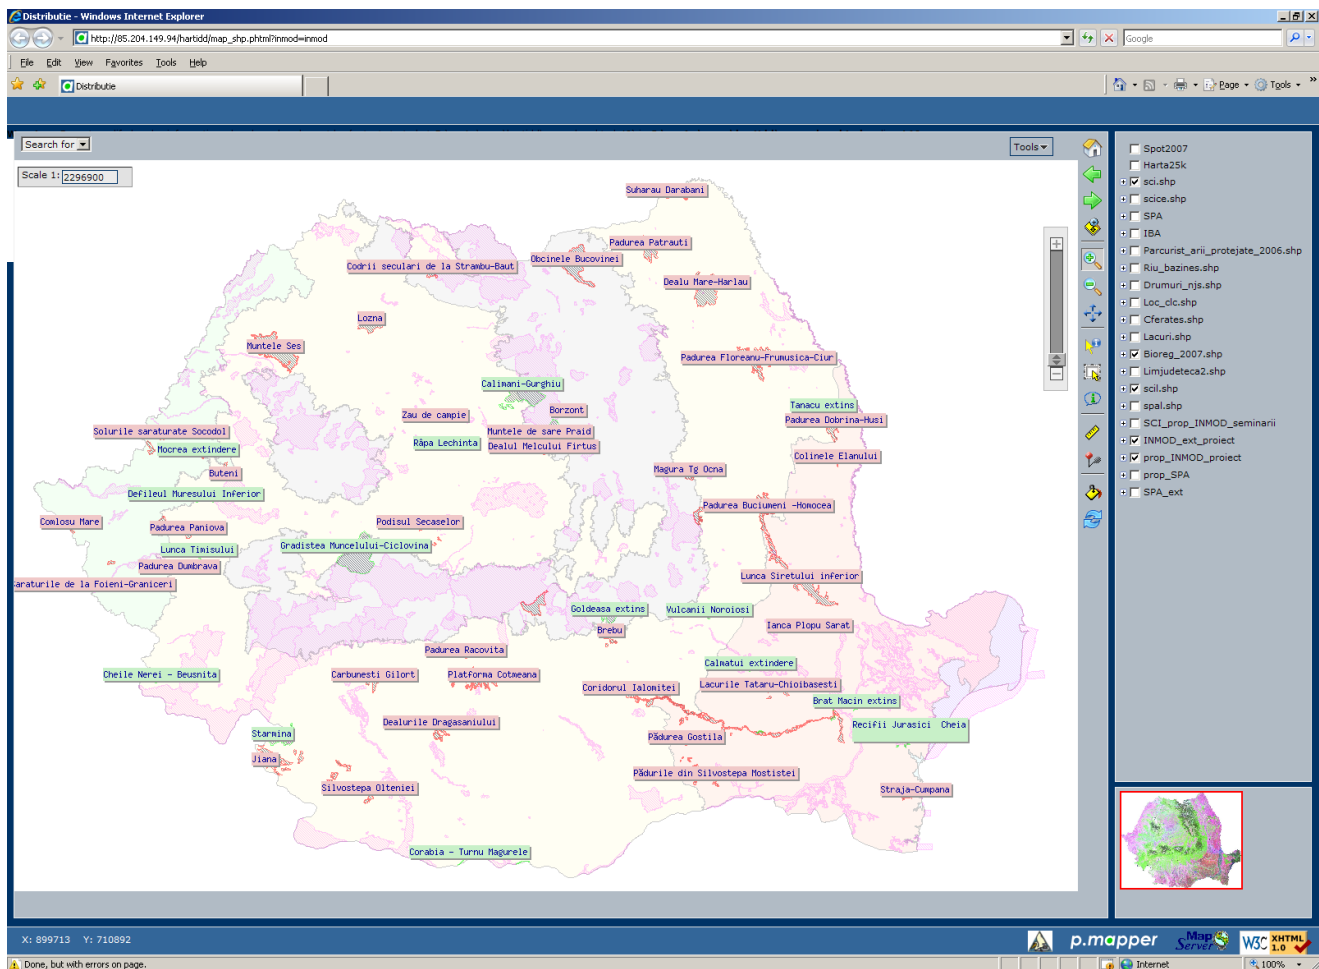 Distributie - Windows Internet Explorer
http://85.204.149.94/hartidd/map_shp.phtml?inmod=inmod
Google
File Edit View Favorites Tools Help
Distributie
Page Tools »
Search for
Tools
Scale 1: 2296900
Suharau Darabani
Padurea Patrauti
Obcinele Bucovinei
Codrii seculari de la Strambu-Baut
Dealu Mare-Harlau
Lozna
Muntele Ses
Padurea Floreanu-Frumusica-Ciur
Calimani-Gurghiu
Tanacu extins
Borzont
Zau de campie
Padurea Dobrina-Husi
Solurile saraturate Socodol
Muntele de sare Praid
Râpa Lechinta
Dealul Melcului Firtus
Mocrea extindere
Colinele Elanului
Buteni
Magura Tg Ocna
Defileul Muresului Inferior
Padurea Buciumeni -Homocea
Comlosu Mare
Padurea Paniova
Podisul Secaselor
Lunca Timisului
Gradistea Muncelului-Ciclovina
Padurea Dumbrava
Lunca Siretului inferior
Saraturile de la Foieni-Graniceri
Goldeasa extins
Vulcanii Noroiosi
Brebu
Ianca Plopu Sarat
Padurea Racovita
Calmatui extindere
Cheile Nerei - Beusnita
Carbunesti Gilort
Platforma Cotmeana
Coridorul Ialomitei
Lacurile Tataru-Chioibasesti
Brat Macin extins
Dealurile Dragasaniului
Recifii Jurasici Cheia
Starmina
Pădurea Gostila
Jiana
Pădurile din Silvostepa Mostistei
Silvostepa Olteniei
Straja-Cumpana
Corabia - Turnu Magurele
Spot2007
Harta25k
sci.shp
scice.shp
SPA
IBA
Parcurist_arii_protejate_2006.shp
Riu_bazines.shp
Drumuri_njs.shp
Loc_clc.shp
Cferates.shp
Lacuri.shp
Bioreg_2007.shp
Limjudeteca2.shp
scil.shp
spal.shp
SCI_prop_INMOD_seminarii
INMOD_ext_proiect
prop_INMOD_proiect
prop_SPA
SPA_ext
X: 899713 Y: 710892
p.mapper
Map Server
W3C XHTML 1.0
Done, but with errors on page.
Internet
100%